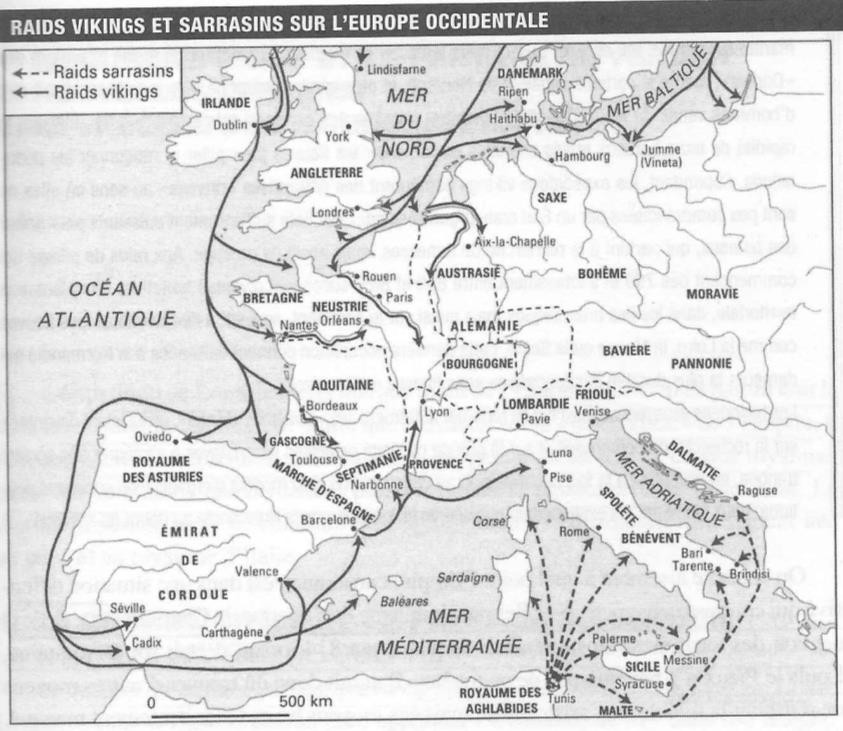 RAIDS VIKINGS ET SARRASINS SUR L'EUROPE OCCIDENTALE
Raids sarrasins
Raids vikings
Lindisfarne
IRLANDE
Dublin
York
ANGLETERRE
Londres
MER
DU
NORD
DANEMARK
Ripen
Haithabu
MER BALTIQUE
Hambourg
Jumme
(Vineta)
SAXE
Aix-la-Chapelle
AUSTRASIE
BOHÊME
MORAVIE
OCÉAN
ATLANTIQUE
Rouen
BRETAGNE
NEUSTRIE
Paris
Orléans
Nantes
ALÉMANIE
BOURGOGNE
BAVIÈRE
PANNONIE
AQUITAINE
Bordeaux
Lyon
LOMBARDIE
Pavie
FRIOUL
Venise
Oviedo
ROYAUME
DES ASTURIES
GASCOGNE
Toulouse
SEPTIMANIE
Narbonne
PROVENCE
MARCHE D'ESPAGNE
Barcelone
Luna
Pise
DALMATIE
MER ADRIATIQUE
Raguse
Corse
SPOLÈTE
Rome
BÉNÉVENT
Bari
Tarente
Brindisi
ÉMIRAT
DE
CORDOUE
Valence
Sardaigne
Baléares
MER
MÉDITERRANÉE
Séville
Cadix
Carthagène
Palerme
Messine
SICILE
Syracuse
ROYAUME DES
AGHLABIDES
Tunis
MALTE
0 500 km